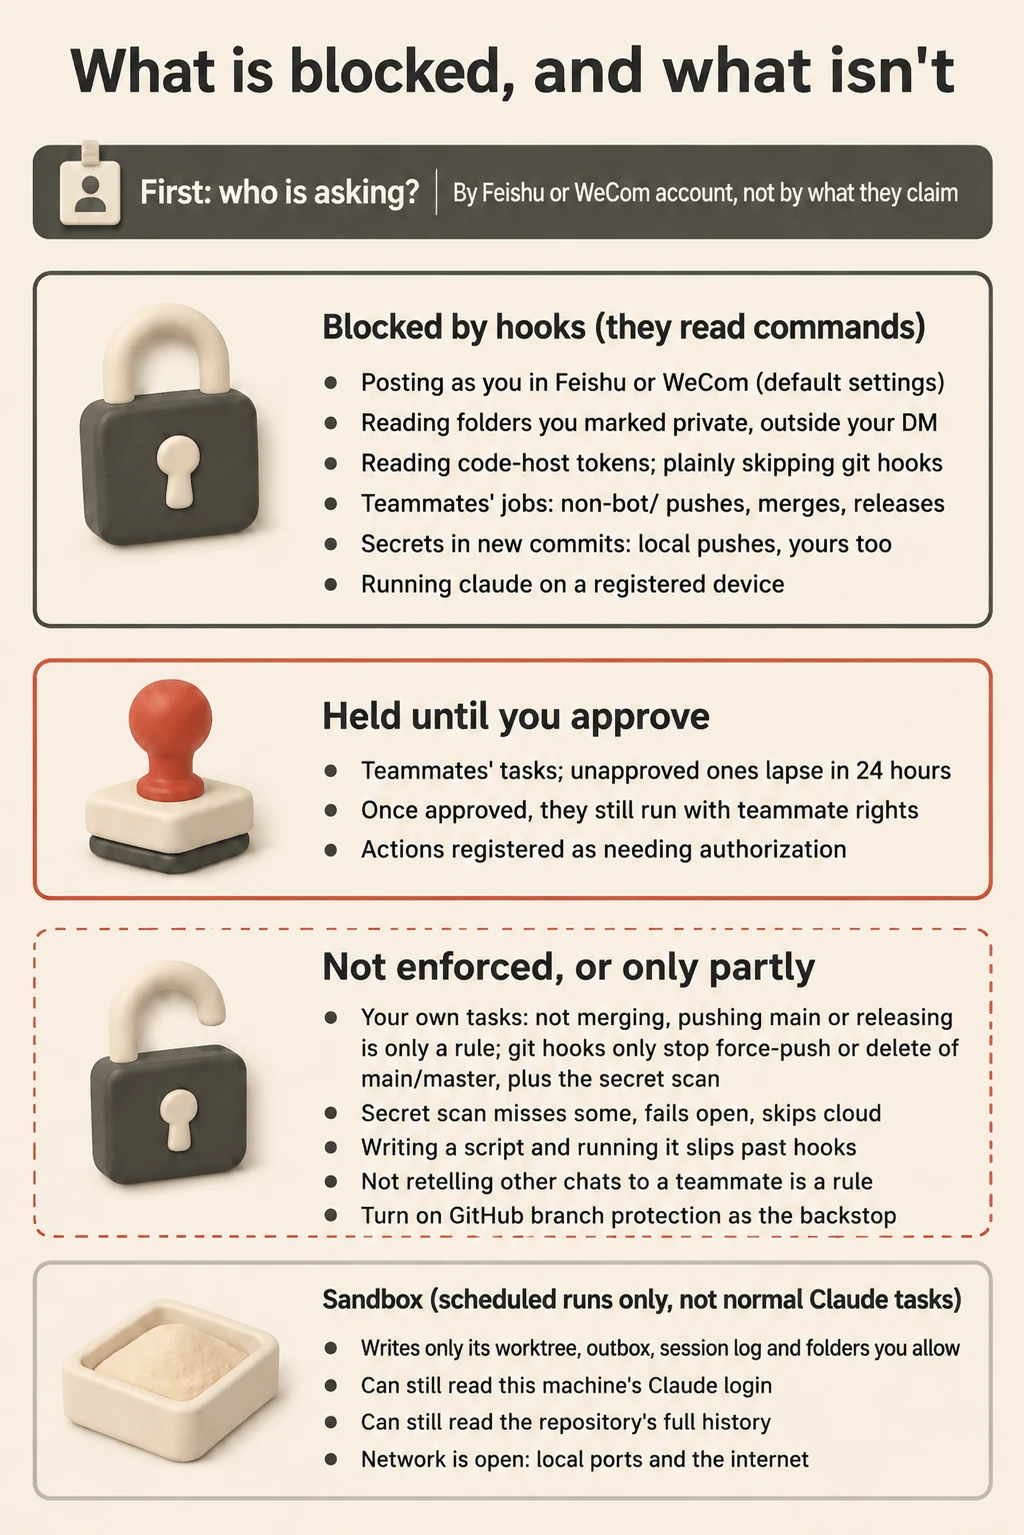 What is blocked, and what isn't
First: who is asking?
By Feishu or WeCom account, not by what they claim
Blocked by hooks (they read commands)
Posting as you in Feishu or WeCom (default settings)
Reading folders you marked private, outside your DM
Reading code-host tokens; plainly skipping git hooks
Teammates' jobs: non-bot/ pushes, merges, releases
Secrets in new commits: local pushes, yours too
Running claude on a registered device
Held until you approve
Teammates' tasks; unapproved ones lapse in 24 hours
Once approved, they still run with teammate rights
Actions registered as needing authorization
Not enforced, or only partly
Your own tasks: not merging, pushing main or releasing
is only a rule; git hooks only stop force-push or delete of
main/master, plus the secret scan
Secret scan misses some, fails open, skips cloud
Writing a script and running it slips past hooks
Not retelling other chats to a teammate is a rule
Turn on GitHub branch protection as the backstop
Sandbox (scheduled runs only, not normal Claude tasks)
Writes only its worktree, outbox, session log and folders you allow
Can still read this machine's Claude login
Can still read the repository's full history
Network is open: local ports and the internet